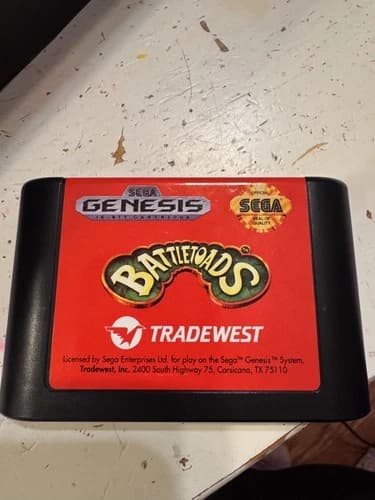 SEGA
GENESIS
16-BIT CARTRIDGE
OFFICIAL
SEGA
SEAL OF
QUALITY
BATTLETOADS
TM
TRADEWEST
Licensed by Sega Enterprises Ltd. for play on the Sega™ Genesis™ System.
Tradewest, Inc. 2400 South Highway 75, Corsicana, TX 75110